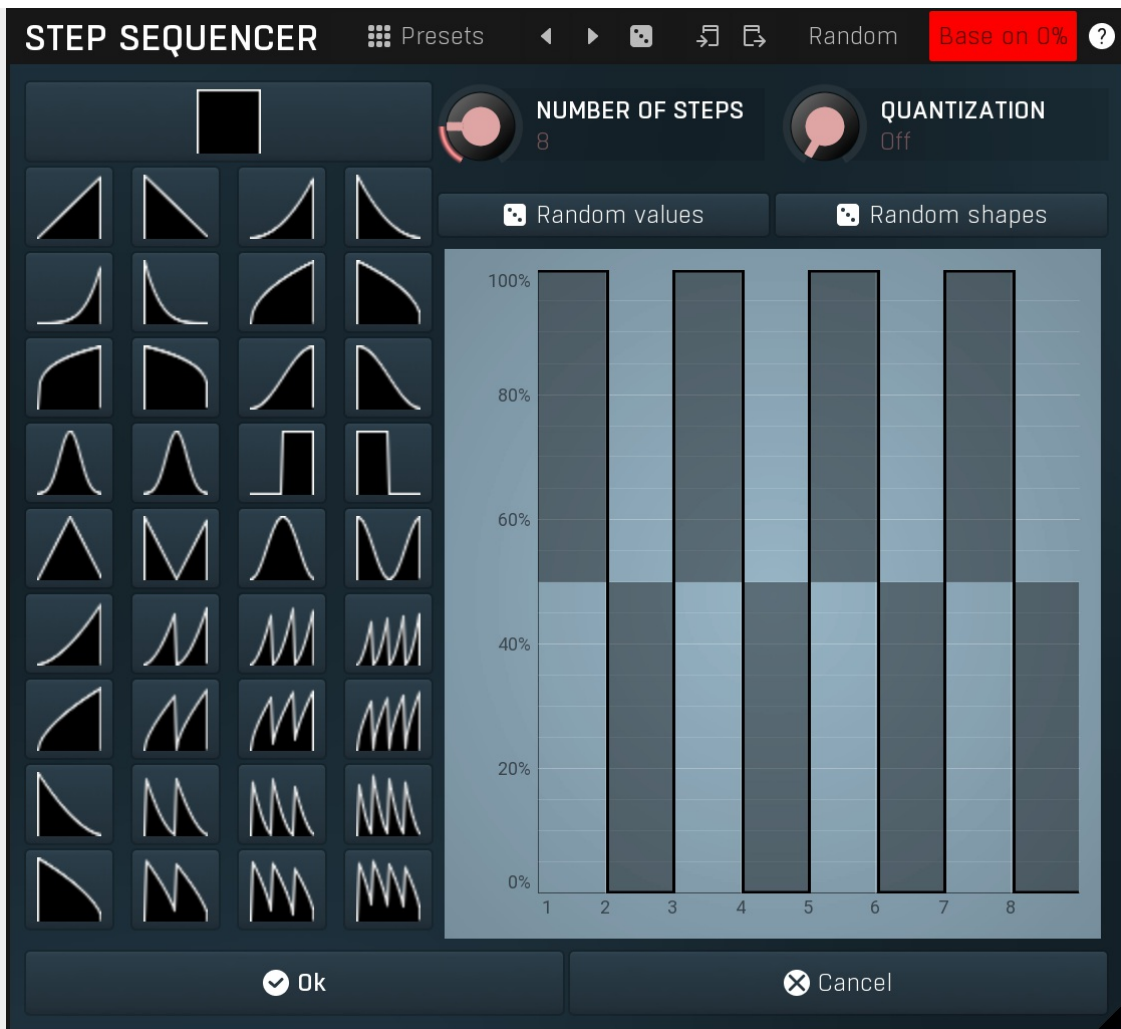 STEP SEQUENCER Presets Random Base on 0% ?
NUMBER OF STEPS
8
QUANTIZATION
Off
Random values
Random shapes
100%
80%
60%
40%
20%
0%
1 2 3 4 5 6 7 8
Ok
Cancel